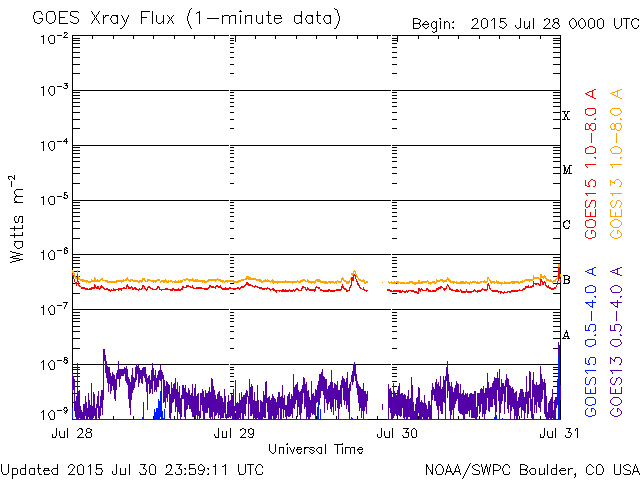 GOES Xray Flux (1-minute data)
Begin: 2015 Jul 28 0000 UTC
10⁻²
10⁻³
10⁻⁴
10⁻⁵
10⁻⁶
10⁻⁷
10⁻⁸
10⁻⁹
Watts m⁻²
X
M
C
B
A
GOES15 1.0-8.0 A
GOES13 1.0-8.0 A
GOES15 0.5-4.0 A
GOES13 0.5-4.0 A
Jul 28 Jul 29 Jul 30 Jul 31
Universal Time
Updated 2015 Jul 30 23:59:11 UTC
NOAA/SWPC Boulder, CO USA